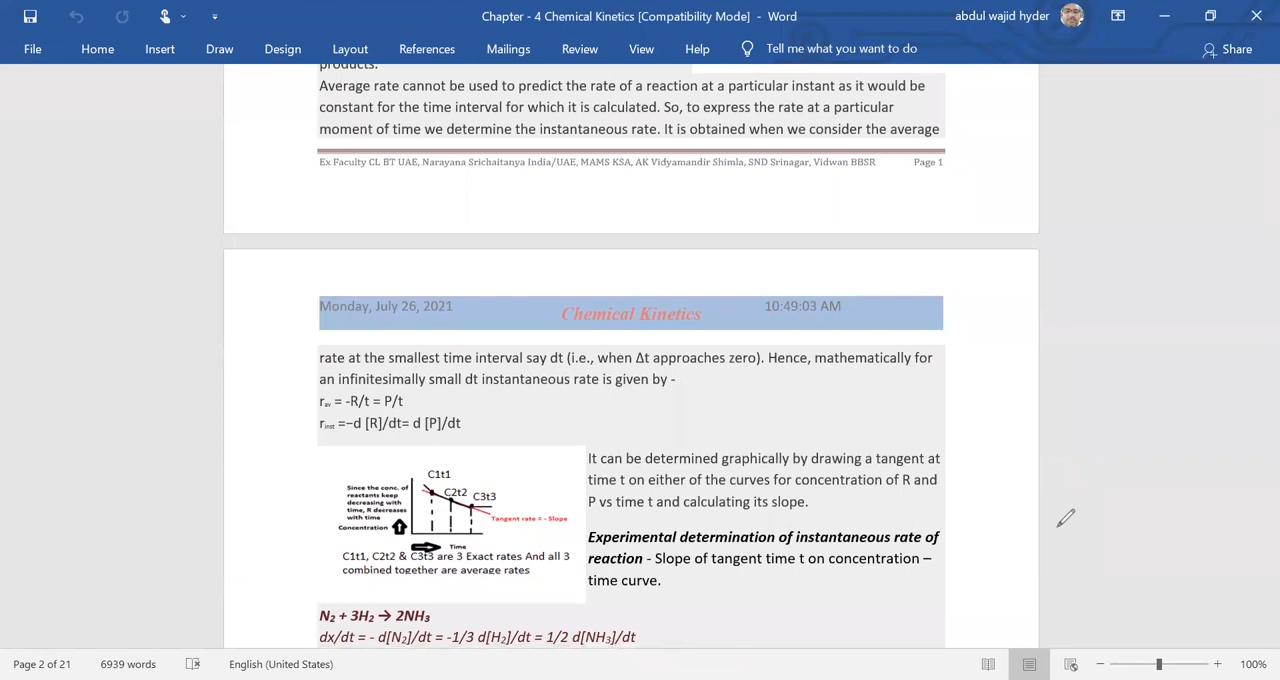 Chapter - 4 Chemical Kinetics [Compatibility Mode] - Word
abdul wajid hyder
File Home Insert Draw Design Layout References Mailings Review View Help Tell me what you want to do Share
products.
Average rate cannot be used to predict the rate of a reaction at a particular instant as it would be
constant for the time interval for which it is calculated. So, to express the rate at a particular
moment of time we determine the instantaneous rate. It is obtained when we consider the average
Ex Faculty CL BT UAE, Narayana Srichaitanya India/UAE, MAMS KSA, AK Vidyamandir Shimla, SND Srinagar, Vidwan BBSR Page 1
Monday, July 26, 2021 Chemical Kinetics 10:49:03 AM
rate at the smallest time interval say dt (i.e., when Δt approaches zero). Hence, mathematically for
an infinitesimally small dt instantaneous rate is given by -
rav = -R/t = P/t
rinst =−d [R]/dt= d [P]/dt
C1t1
C2t2
C3t3
Since the conc. of
reactants keep
decreasing with
time, R decreases
with time
Concentration
Tangent rate = - Slope
Time
C1t1, C2t2 & C3t3 are 3 Exact rates And all 3
combined together are average rates
It can be determined graphically by drawing a tangent at
time t on either of the curves for concentration of R and
P vs time t and calculating its slope.
Experimental determination of instantaneous rate of
reaction - Slope of tangent time t on concentration –
time curve.
N₂ + 3H₂ → 2NH₃
dx/dt = - d[N₂]/dt = -1/3 d[H₂]/dt = 1/2 d[NH₃]/dt
Page 2 of 21 6939 words English (United States) 100%